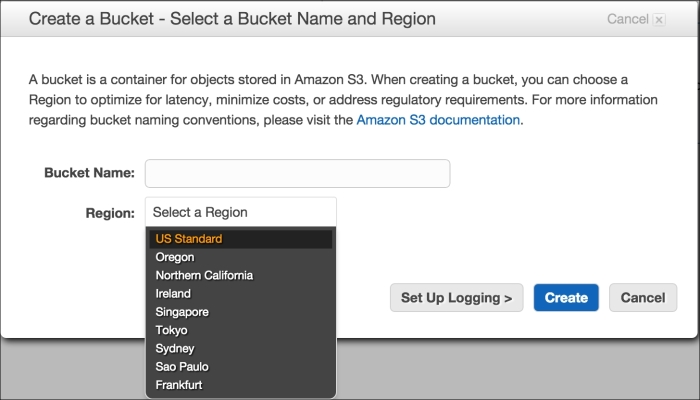 Create a Bucket - Select a Bucket Name and Region
Cancel x
A bucket is a container for objects stored in Amazon S3. When creating a bucket, you can choose a
Region to optimize for latency, minimize costs, or address regulatory requirements. For more information
regarding bucket naming conventions, please visit the Amazon S3 documentation.
Bucket Name:
Region: Select a Region
US Standard
Oregon
Northern California
Ireland
Singapore
Tokyo
Sydney
Sao Paulo
Frankfurt
Set Up Logging > Create Cancel